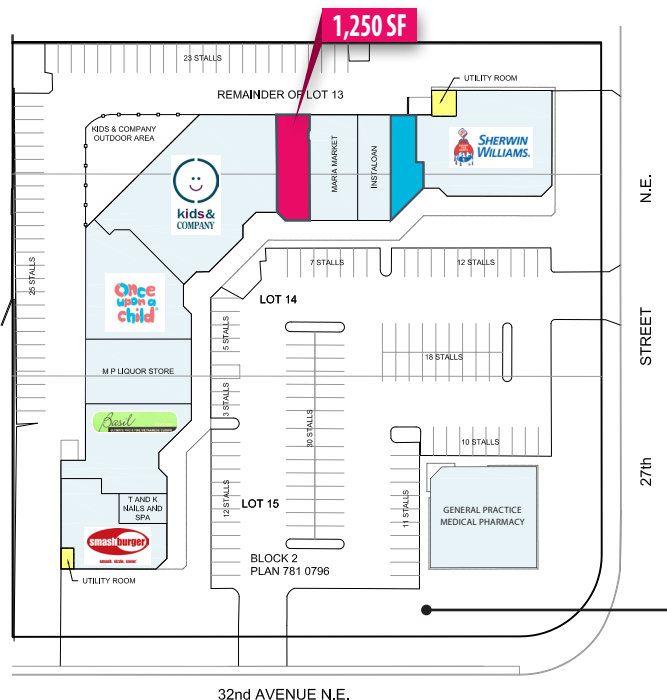 1,250 SF
23 STALLS
UTILITY ROOM
REMAINDER OF LOT 13
KIDS & COMPANY
OUTDOOR AREA
kids&
COMPANY
MARIA MARKET
INSTALOAN
SHERWIN
WILLIAMS.
N.E.
25 STALLS
7 STALLS
12 STALLS
Once
upon a
child
LOT 14
5 STALLS
STREET
18 STALLS
M P LIQUOR STORE
3 STALLS
Basil
30 STALLS
10 STALLS
27th
12 STALLS
T AND K
NAILS AND
SPA
LOT 15
11 STALLS
GENERAL PRACTICE
MEDICAL PHARMACY
smashburger
smash. sizzle. savor.
BLOCK 2
PLAN 781 0796
UTILITY ROOM
32nd AVENUE N.E.